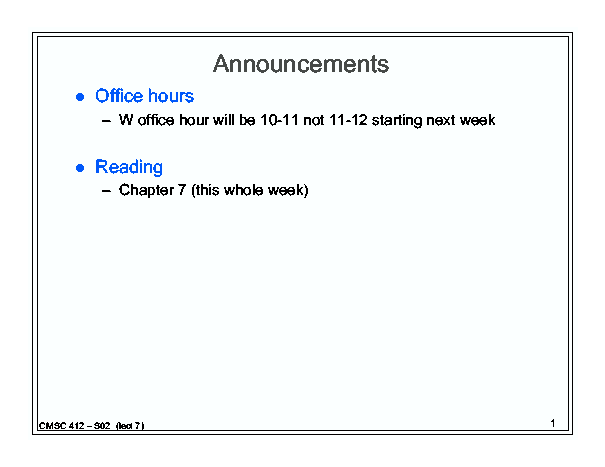 Announcements
● Office hours
– W office hour will be 10-11 not 11-12 starting next week
● Reading
– Chapter 7 (this whole week)
CMSC 412 – S02 (lect 7)
1